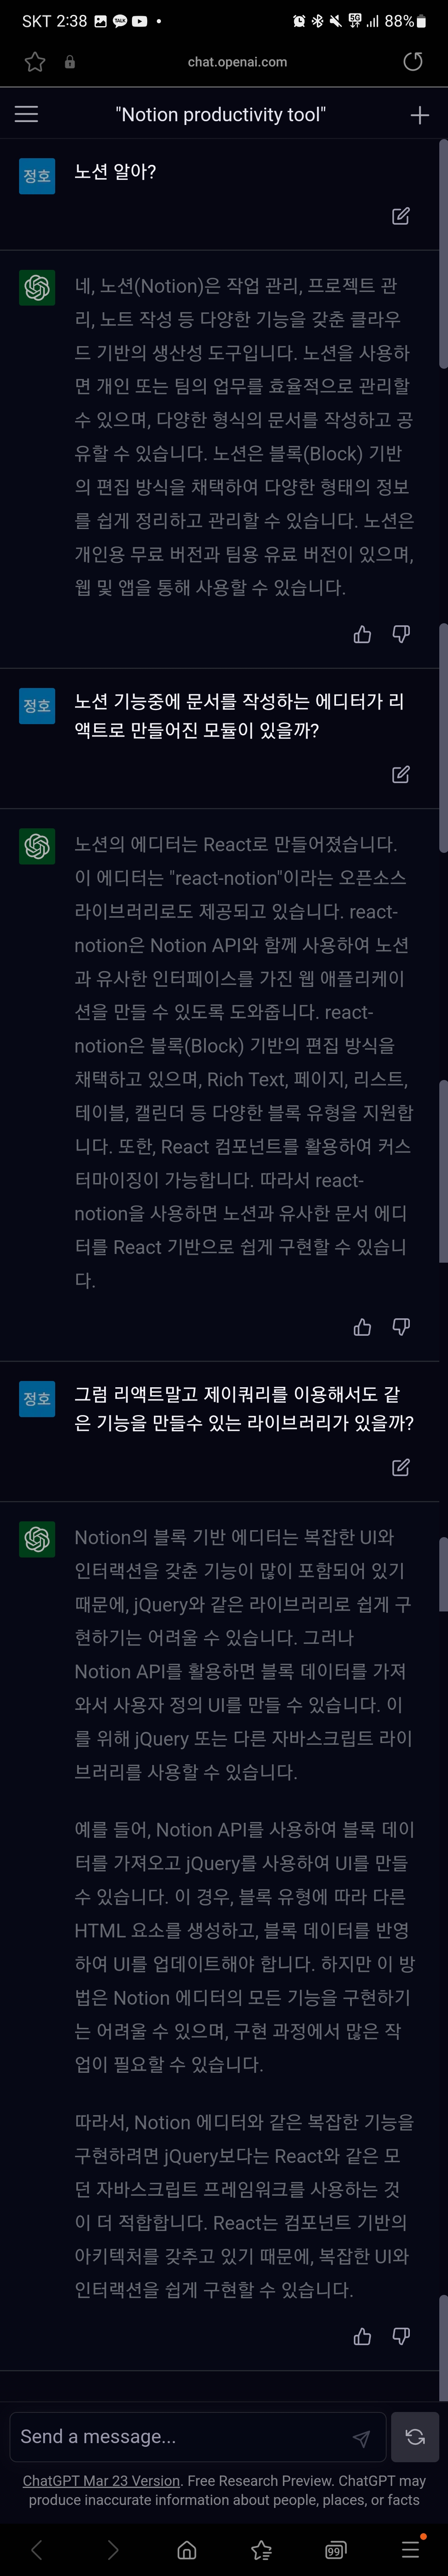 SKT 2:38 TALK 5G 88%
chat.openai.com
"Notion productivity tool"
정호
노션 알아?
네, 노션(Notion)은 작업 관리, 프로젝트 관
리, 노트 작성 등 다양한 기능을 갖춘 클라우
드 기반의 생산성 도구입니다. 노션을 사용하
면 개인 또는 팀의 업무를 효율적으로 관리할
수 있으며, 다양한 형식의 문서를 작성하고 공
유할 수 있습니다. 노션은 블록(Block) 기반
의 편집 방식을 채택하여 다양한 형태의 정보
를 쉽게 정리하고 관리할 수 있습니다. 노션은
개인용 무료 버전과 팀용 유료 버전이 있으며,
웹 및 앱을 통해 사용할 수 있습니다.
정호
노션 기능중에 문서를 작성하는 에디터가 리
액트로 만들어진 모듈이 있을까?
노션의 에디터는 React로 만들어졌습니다.
이 에디터는 "react-notion"이라는 오픈소스
라이브러리로도 제공되고 있습니다. react-
notion은 Notion API와 함께 사용하여 노션
과 유사한 인터페이스를 가진 웹 애플리케이
션을 만들 수 있도록 도와줍니다. react-
notion은 블록(Block) 기반의 편집 방식을
채택하고 있으며, Rich Text, 페이지, 리스트,
테이블, 캘린더 등 다양한 블록 유형을 지원합
니다. 또한, React 컴포넌트를 활용하여 커스
터마이징이 가능합니다. 따라서 react-
notion을 사용하면 노션과 유사한 문서 에디
터를 React 기반으로 쉽게 구현할 수 있습니
다.
정호
그럼 리액트말고 제이쿼리를 이용해서도 같
은 기능을 만들수 있는 라이브러리가 있을까?
Notion의 블록 기반 에디터는 복잡한 UI와
인터랙션을 갖춘 기능이 많이 포함되어 있기
때문에, jQuery와 같은 라이브러리로 쉽게 구
현하기는 어려울 수 있습니다. 그러나
Notion API를 활용하면 블록 데이터를 가져
와서 사용자 정의 UI를 만들 수 있습니다. 이
를 위해 jQuery 또는 다른 자바스크립트 라이
브러리를 사용할 수 있습니다.
예를 들어, Notion API를 사용하여 블록 데이
터를 가져오고 jQuery를 사용하여 UI를 만들
수 있습니다. 이 경우, 블록 유형에 따라 다른
HTML 요소를 생성하고, 블록 데이터를 반영
하여 UI를 업데이트해야 합니다. 하지만 이 방
법은 Notion 에디터의 모든 기능을 구현하기
는 어려울 수 있으며, 구현 과정에서 많은 작
업이 필요할 수 있습니다.
따라서, Notion 에디터와 같은 복잡한 기능을
구현하려면 jQuery보다는 React와 같은 모
던 자바스크립트 프레임워크를 사용하는 것
이 더 적합합니다. React는 컴포넌트 기반의
아키텍처를 갖추고 있기 때문에, 복잡한 UI와
인터랙션을 쉽게 구현할 수 있습니다.
Send a message...
ChatGPT Mar 23 Version. Free Research Preview. ChatGPT may
produce inaccurate information about people, places, or facts
99